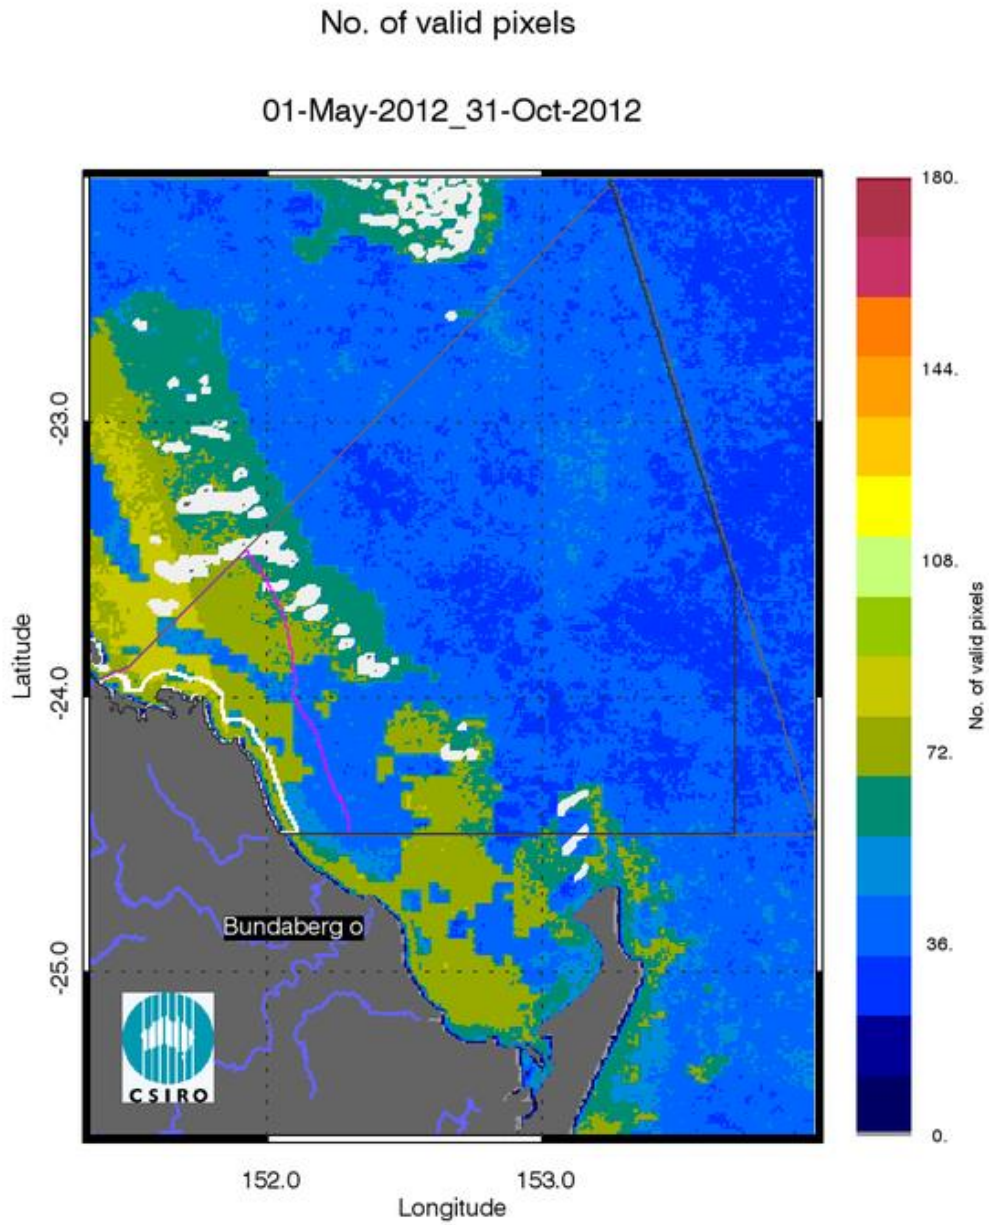 No. of valid pixels
01-May-2012_31-Oct-2012
180.
144.
108.
72.
36.
0.
No. of valid pixels
-23.0
-24.0
-25.0
Latitude
Bundaberg o
CSIRO
152.0
153.0
Longitude